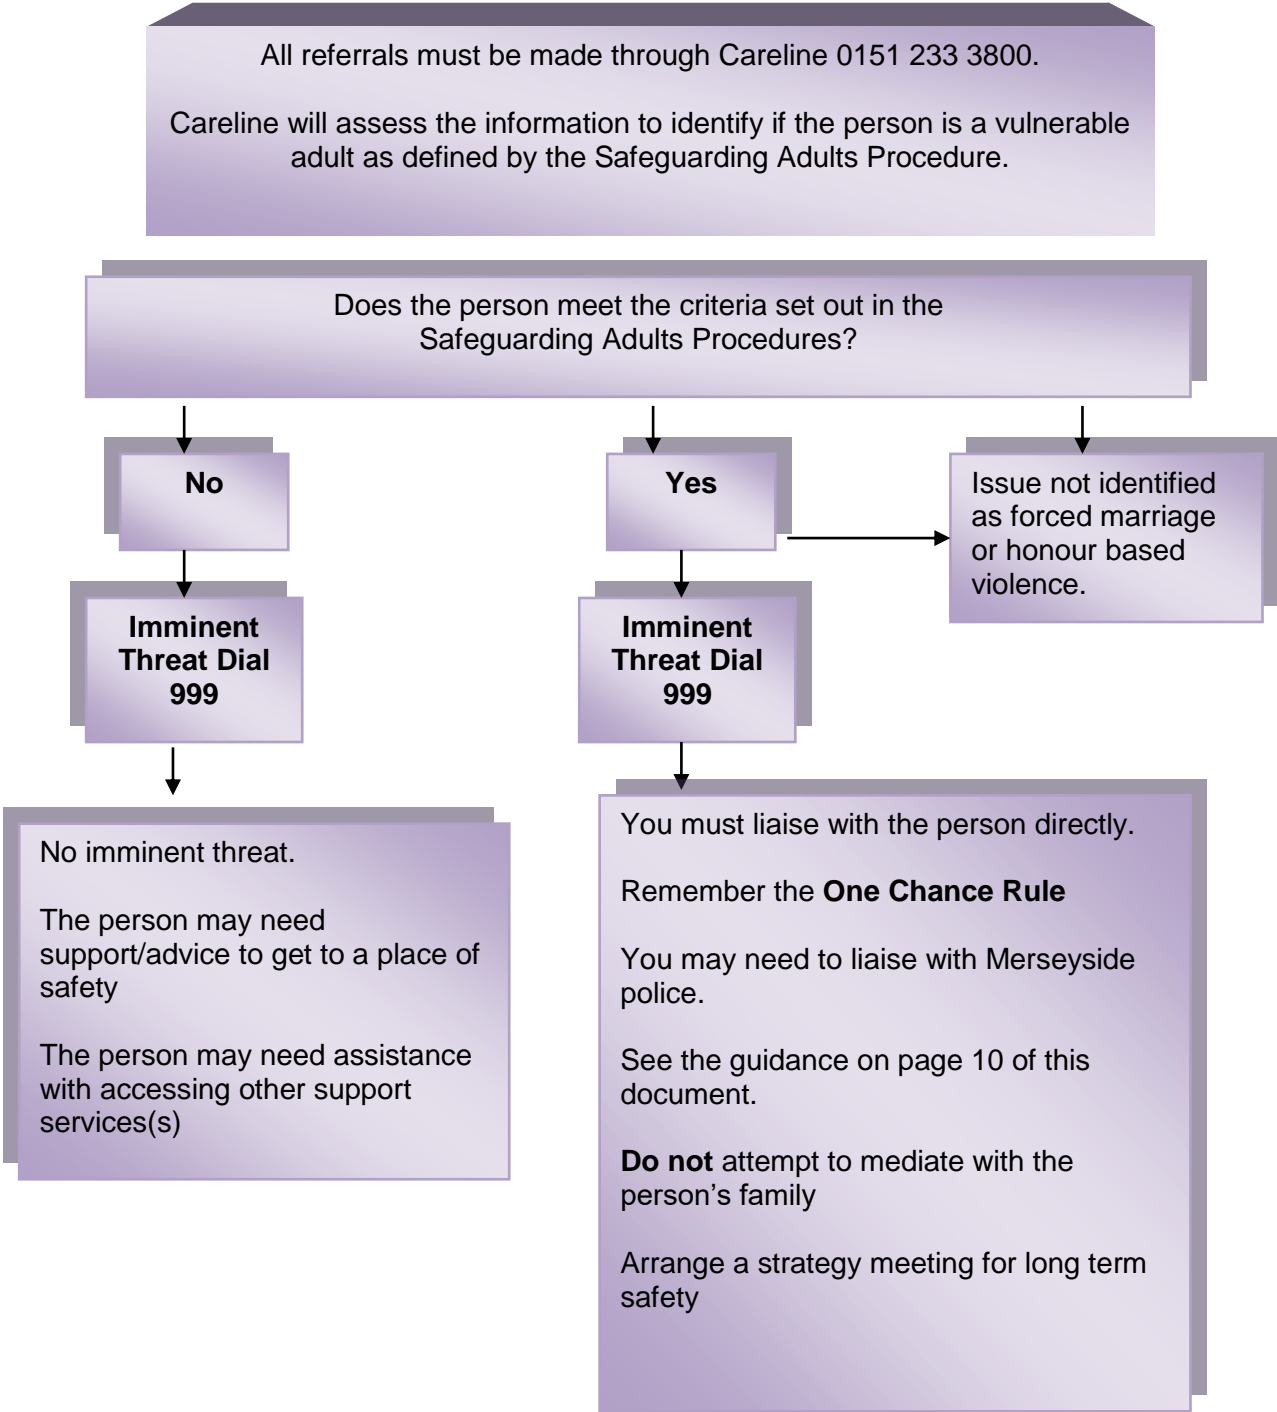 All referrals must be made through Careline 0151 233 3800.
Careline will assess the information to identify if the person is a vulnerable
adult as defined by the Safeguarding Adults Procedure.
Does the person meet the criteria set out in the
Safeguarding Adults Procedures?
No
Yes
Issue not identified
as forced marriage
or honour based
violence.
Imminent
Threat Dial
999
Imminent
Threat Dial
999
No imminent threat.
The person may need
support/advice to get to a place of
safety
The person may need assistance
with accessing other support
services(s)
You must liaise with the person directly.
Remember the One Chance Rule
You may need to liaise with Merseyside
police.
See the guidance on page 10 of this
document.
Do not attempt to mediate with the
person’s family
Arrange a strategy meeting for long term
safety